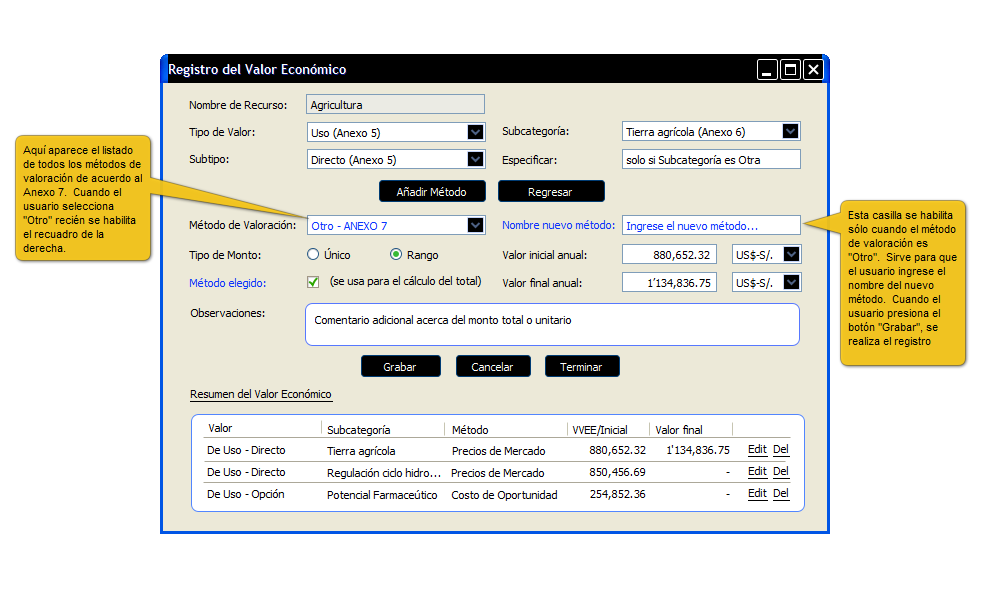 Registro del Valor Económico
Nombre de Recurso: Agricultura
Tipo de Valor: Uso (Anexo 5) Subcategoría: Tierra agrícola (Anexo 6)
Subtipo: Directo (Anexo 5) Especificar: solo si Subcategoría es Otra
Añadir Método Regresar
Aquí aparece el listado
de todos los métodos de
valoración de acuerdo al
Anexo 7. Cuando el
usuario selecciona
"Otro" recién se habilita
el recuadro de la
derecha.
Método de Valoración: Otro - ANEXO 7 Nombre nuevo método: Ingrese el nuevo método...
Esta casilla se habilita
sólo cuando el método
de valoración es
"Otro". Sirve para que
el usuario ingrese el
nombre del nuevo
método. Cuando el
usuario presiona el
botón "Grabar", se
realiza el registro
Tipo de Monto: Único Rango Valor inicial anual: 880,652.32 US$-S/.
Método elegido: (se usa para el cálculo del total) Valor final anual: 1'134,836.75 US$-S/.
Observaciones: Comentario adicional acerca del monto total o unitario
Grabar Cancelar Terminar
Resumen del Valor Económico
Valor Subcategoría Método VVEE/Inicial Valor final
De Uso - Directo Tierra agrícola Precios de Mercado 880,652.32 1'134,836.75 Edit Del
De Uso - Directo Regulación ciclo hidro... Precios de Mercado 850,456.69 - Edit Del
De Uso - Opción Potencial Farmaceútico Costo de Oportunidad 254,852.36 - Edit Del